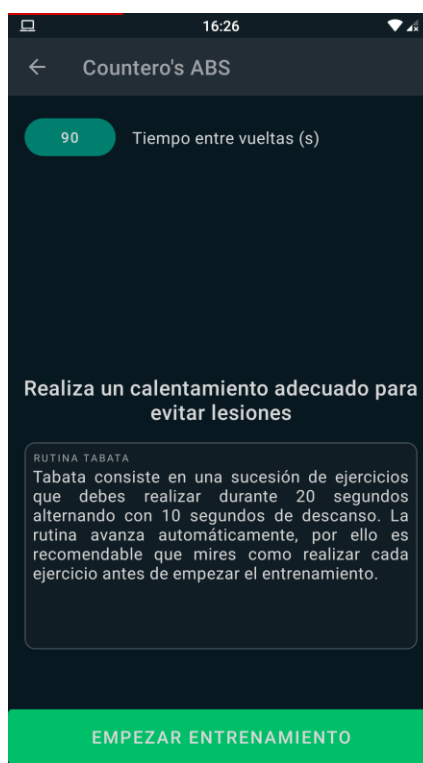 16:26
Countero's ABS
90 Tiempo entre vueltas (s)
Realiza un calentamiento adecuado para
evitar lesiones
RUTINA TABATA
Tabata consiste en una sucesión de ejercicios
que debes realizar durante 20 segundos
alternando con 10 segundos de descanso. La
rutina avanza automáticamente, por ello es
recomendable que mires como realizar cada
ejercicio antes de empezar el entrenamiento.
EMPEZAR ENTRENAMIENTO